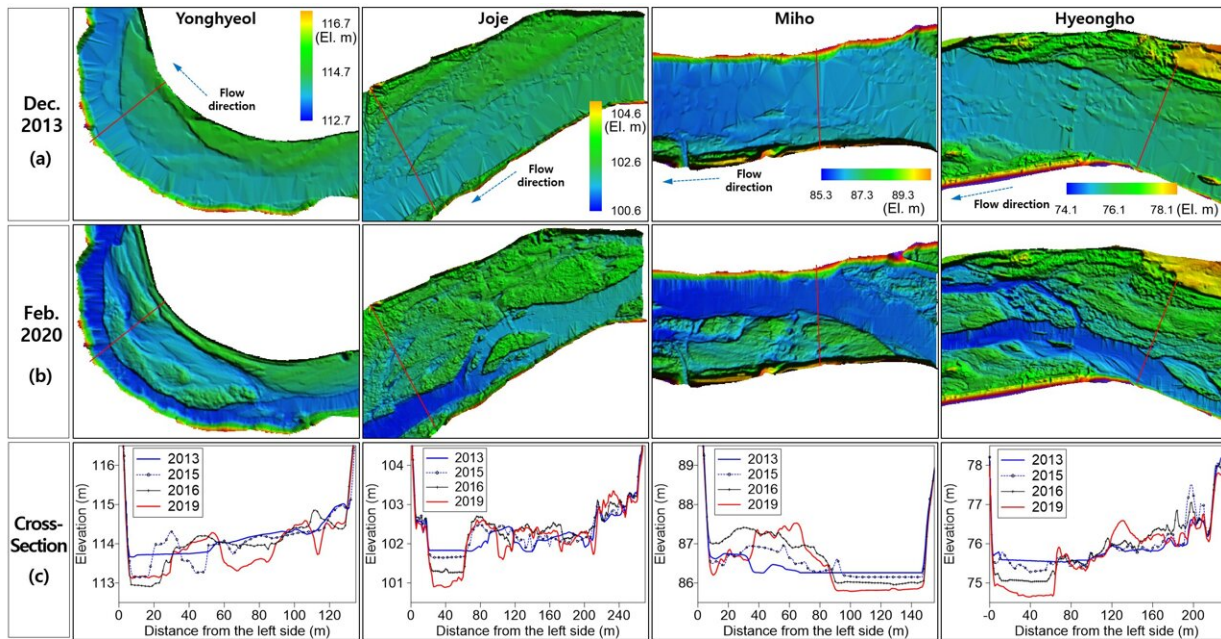 Yonghyeol
Joje
Miho
Hyeongho
Dec.
2013
(a)
Flow
direction
116.7
(El. m)
114.7
112.7
Flow
direction
104.6
(El. m)
102.6
100.6
Flow
direction
85.3 87.3 89.3
(El. m)
Flow direction
74.1 76.1 78.1
(El. m)
Feb.
2020
(b)
Cross-
Section
(c)
Elevation (m)
116
115
114
113
2013
2015
2016
2019
0 20 40 60 80 100 120
Distance from the left side (m)
Elevation (m)
104
103
102
101
2013
2015
2016
2019
0 40 80 120 160 200 240
Distance from the left side (m)
Elevation (m)
89
88
87
86
2013
2015
2016
2019
0 20 40 60 80 100 120 140
Distance from the left side (m)
Elevation (m)
78
77
76
75
2013
2015
2016
2019
-0 40 80 120 160 200
Distance from the left side (m)